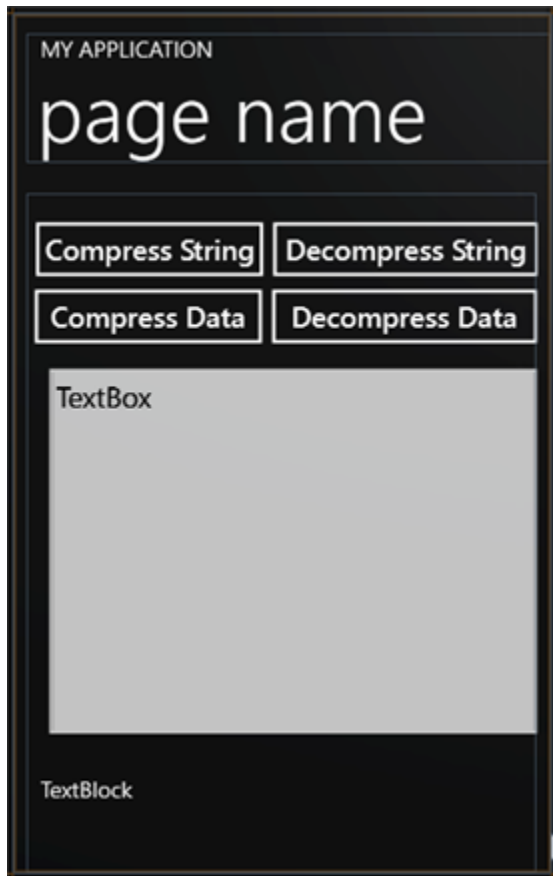 MY APPLICATION
page name
Compress String Decompress String
Compress Data Decompress Data
TextBox
TextBlock